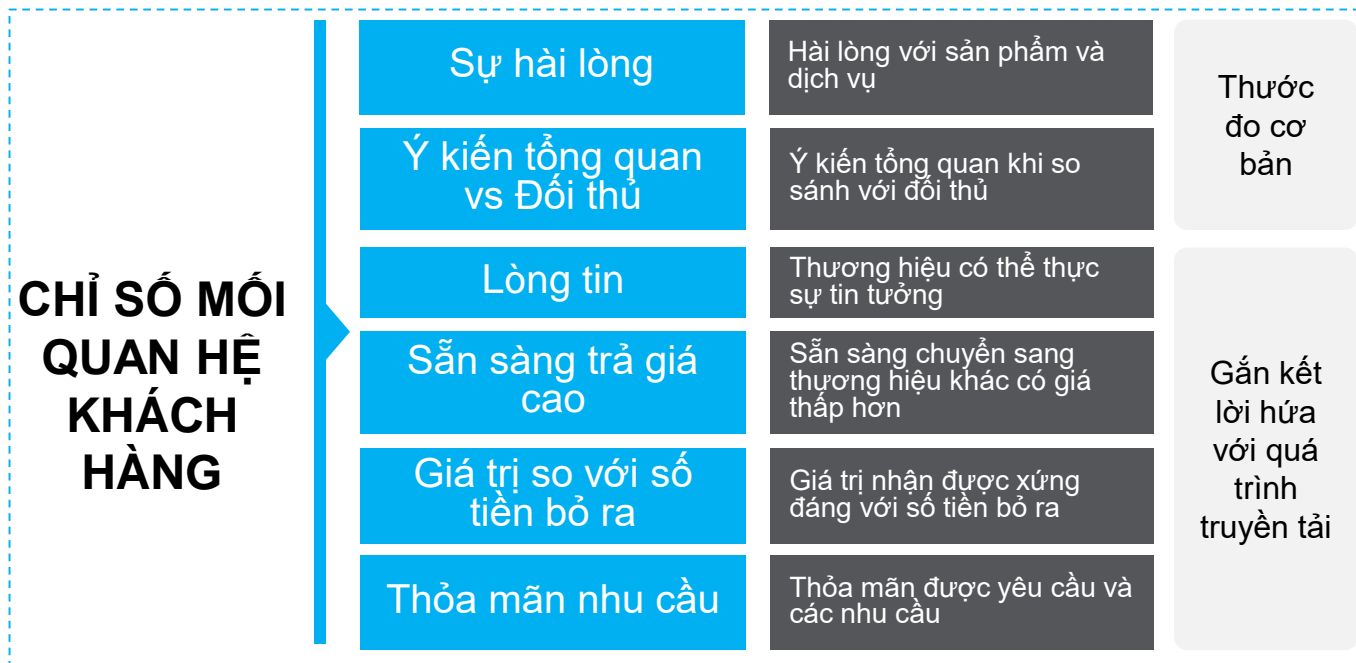 CHỈ SỐ MỐI
QUAN HỆ
KHÁCH
HÀNG
Sự hài lòng
Hài lòng với sản phẩm và
dịch vụ
Ý kiến tổng quan
vs Đối thủ
Ý kiến tổng quan khi so
sánh với đối thủ
Thước
đo cơ
bản
Lòng tin
Thương hiệu có thể thực
sự tin tưởng
Sẵn sàng trả giá
cao
Sẵn sàng chuyển sang
thương hiệu khác có giá
thấp hơn
Giá trị so với số
tiền bỏ ra
Giá trị nhận được xứng
đáng với số tiền bỏ ra
Thỏa mãn nhu cầu
Thỏa mãn được yêu cầu và
các nhu cầu
Gắn kết
lời hứa
với quá
trình
truyền tải